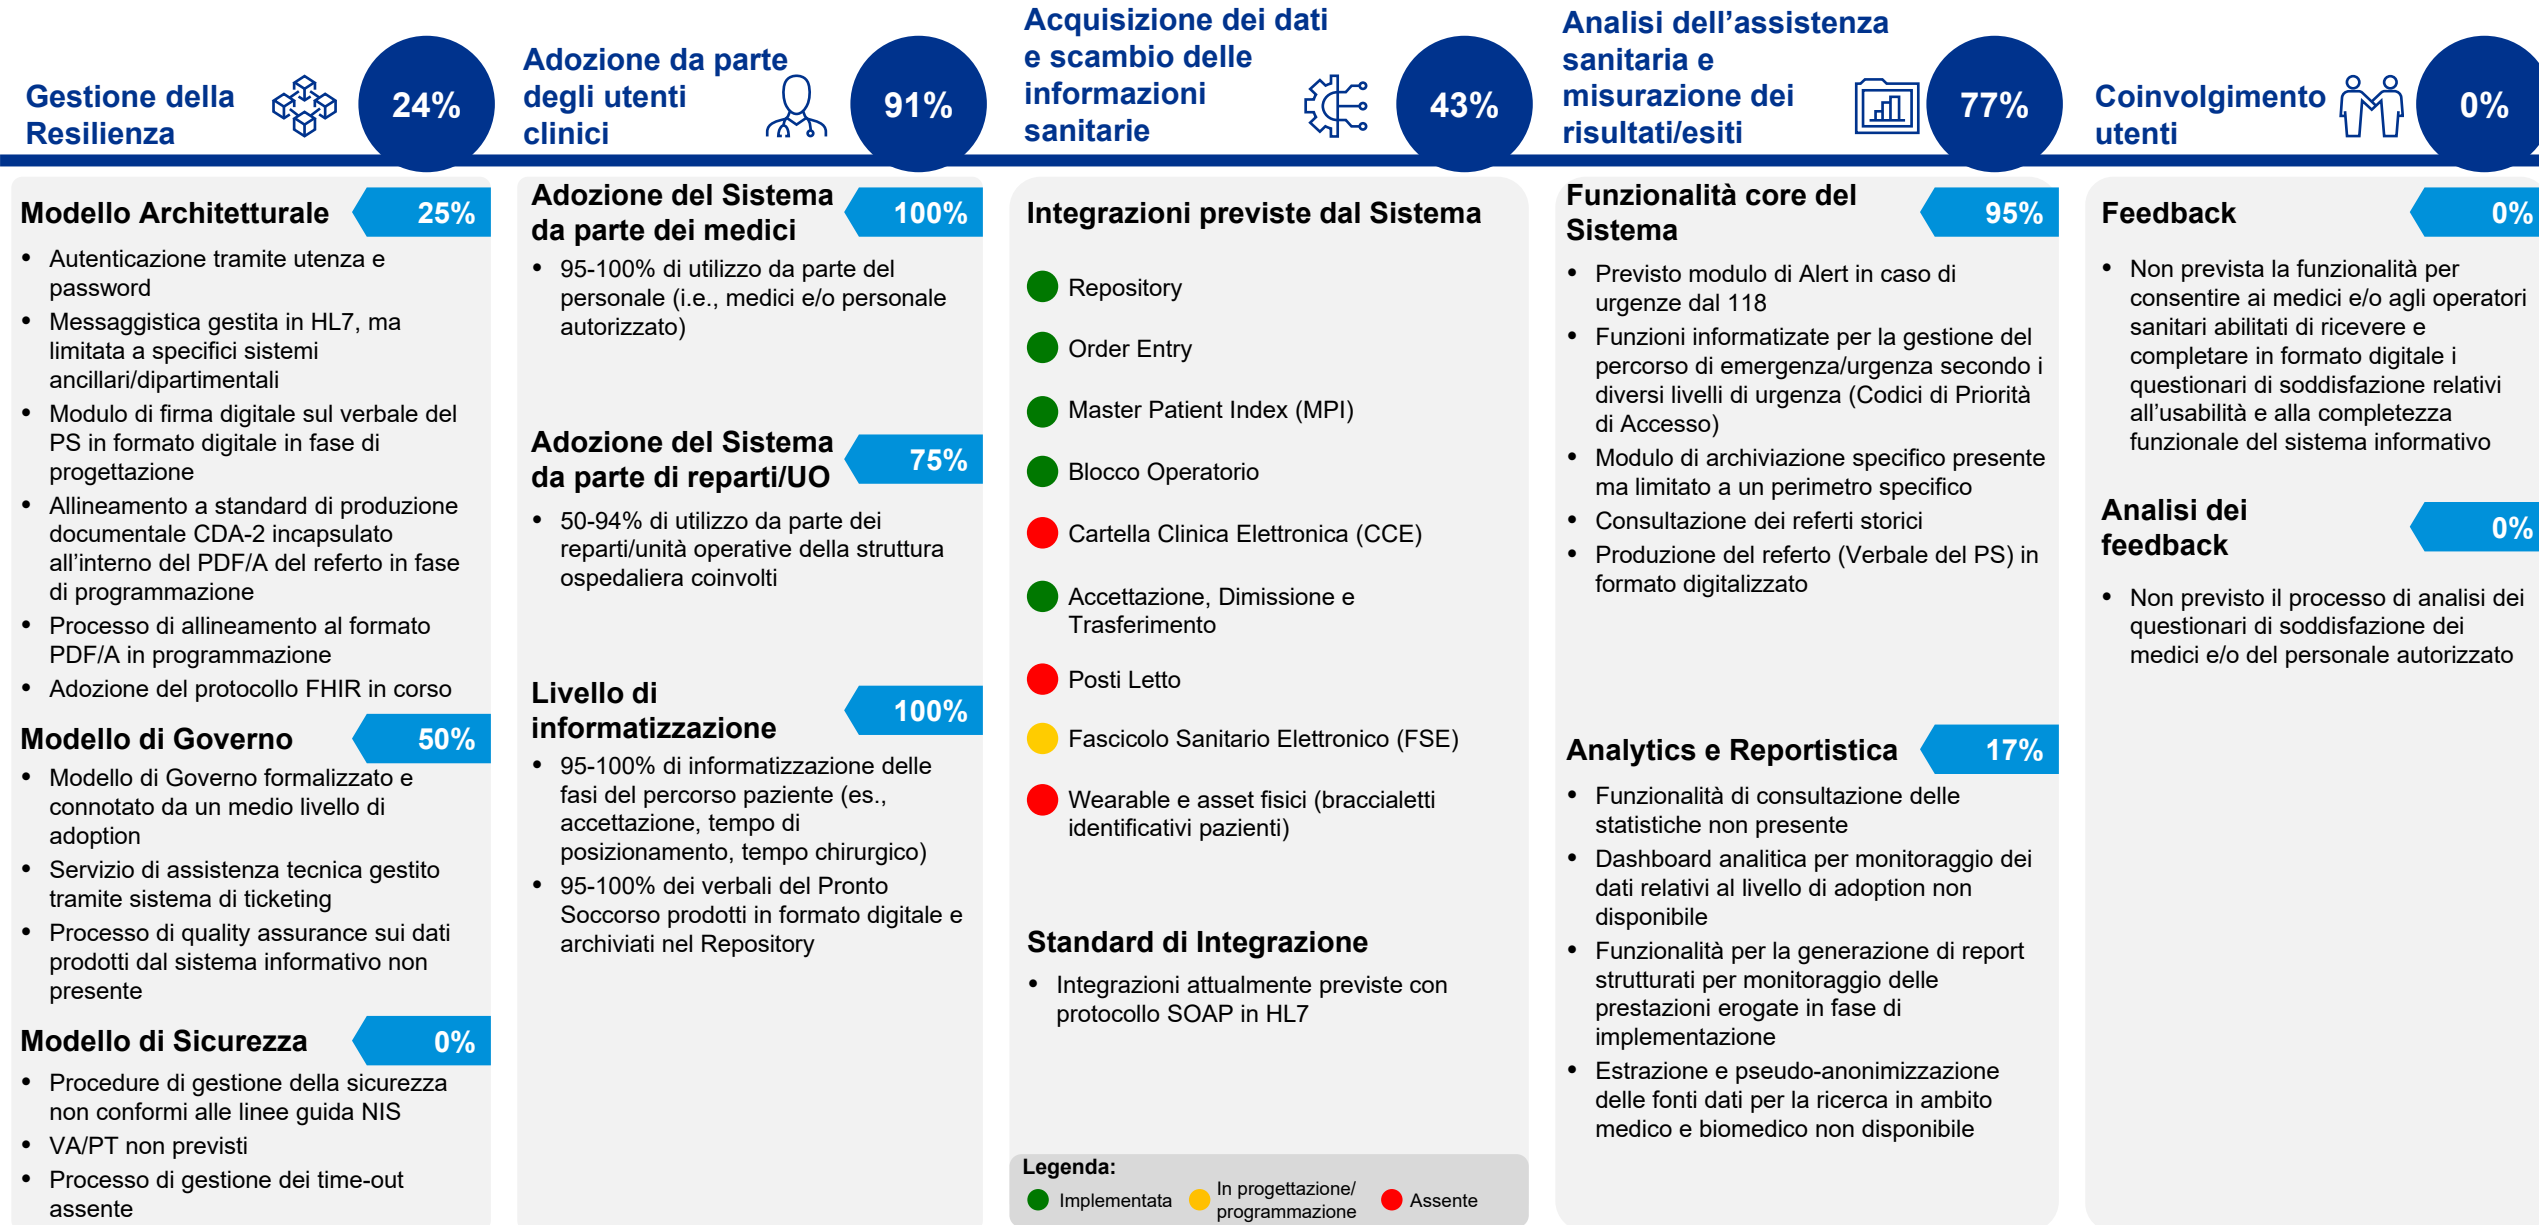 Gestione della
Resilienza
24%
Adozione da parte
degli utenti
clinici
91%
Acquisizione dei dati
e scambio delle
informazioni
sanitarie
43%
Analisi dell’assistenza
sanitaria e
misurazione dei
risultati/esiti
77%
Coinvolgimento
utenti
0%
Modello Architetturale
25%
• Autenticazione tramite utenza e
password
• Messaggistica gestita in HL7, ma
limitata a specifici sistemi
ancillari/dipartimentali
• Modulo di firma digitale sul verbale del
PS in formato digitale in fase di
progettazione
• Allineamento a standard di produzione
documentale CDA-2 incapsulato
all’interno del PDF/A del referto in fase
di programmazione
• Processo di allineamento al formato
PDF/A in programmazione
• Adozione del protocollo FHIR in corso
Modello di Governo
50%
• Modello di Governo formalizzato e
connotato da un medio livello di
adoption
• Servizio di assistenza tecnica gestito
tramite sistema di ticketing
• Processo di quality assurance sui dati
prodotti dal sistema informativo non
presente
Modello di Sicurezza
0%
• Procedure di gestione della sicurezza
non conformi alle linee guida NIS
• VA/PT non previsti
• Processo di gestione dei time-out
assente
Adozione del Sistema
da parte dei medici
100%
• 95-100% di utilizzo da parte del
personale (i.e., medici e/o personale
autorizzato)
Adozione del Sistema
da parte di reparti/UO
75%
• 50-94% di utilizzo da parte dei
reparti/unità operative della struttura
ospedaliera coinvolti
Livello di
informatizzazione
100%
• 95-100% di informatizzazione delle
fasi del percorso paziente (es.,
accettazione, tempo di
posizionamento, tempo chirurgico)
• 95-100% dei verbali del Pronto
Soccorso prodotti in formato digitale e
archiviati nel Repository
Integrazioni previste dal Sistema
Repository
Order Entry
Master Patient Index (MPI)
Blocco Operatorio
Cartella Clinica Elettronica (CCE)
Accettazione, Dimissione e
Trasferimento
Posti Letto
Fascicolo Sanitario Elettronico (FSE)
Wearable e asset fisici (braccialetti
identificativi pazienti)
Standard di Integrazione
• Integrazioni attualmente previste con
protocollo SOAP in HL7
Legenda:
Implementata
In progettazione/
programmazione
Assente
Funzionalità core del
Sistema
95%
• Previsto modulo di Alert in caso di
urgenze dal 118
• Funzioni informatizate per la gestione del
percorso di emergenza/urgenza secondo i
diversi livelli di urgenza (Codici di Priorità
di Accesso)
• Modulo di archiviazione specifico presente
ma limitato a un perimetro specifico
• Consultazione dei referti storici
• Produzione del referto (Verbale del PS) in
formato digitalizzato
Analytics e Reportistica
17%
• Funzionalità di consultazione delle
statistiche non presente
• Dashboard analitica per monitoraggio dei
dati relativi al livello di adoption non
disponibile
• Funzionalità per la generazione di report
strutturati per monitoraggio delle
prestazioni erogate in fase di
implementazione
• Estrazione e pseudo-anonimizzazione
delle fonti dati per la ricerca in ambito
medico e biomedico non disponibile
Feedback
0%
• Non prevista la funzionalità per
consentire ai medici e/o agli operatori
sanitari abilitati di ricevere e
completare in formato digitale i
questionari di soddisfazione relativi
all’usabilità e alla completezza
funzionale del sistema informativo
Analisi dei
feedback
0%
• Non previsto il processo di analisi dei
questionari di soddisfazione dei
medici e/o del personale autorizzato